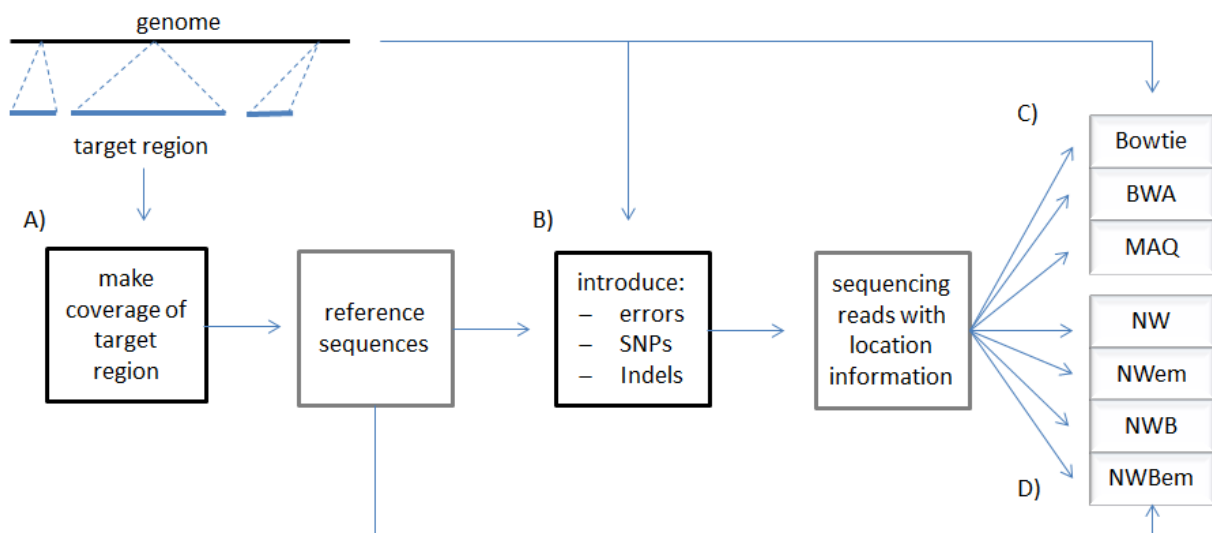 genome
target region
A)
make
coverage of
target
region
reference
sequences
B)
introduce:
– errors
– SNPs
– Indels
sequencing
reads with
location
information
C)
Bowtie
BWA
MAQ
NW
NWem
NWB
NWBem
D)